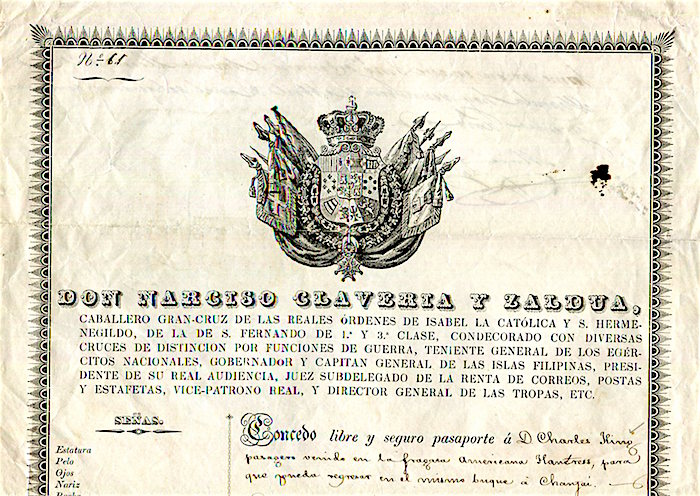 Nº 61
DON NARCISO CLAVERIA Y ZALDUA,
CABALLERO GRAN-CRUZ DE LAS REALES ÓRDENES DE ISABEL LA CATÓLICA Y S. HERME-
NEGILDO, DE LA DE S. FERNANDO DE 1.ª Y 3.ª CLASE, CONDECORADO CON DIVERSAS
CRUCES DE DISTINCION POR FUNCIONES DE GUERRA, TENIENTE GENERAL DE LOS EGÉR-
CITOS NACIONALES, GOBERNADOR Y CAPITAN GENERAL DE LAS ISLAS FILIPINAS, PRESI-
DENTE DE SU REAL AUDIENCIA, JUEZ SUBDELEGADO DE LA RENTA DE CORREOS, POSTAS
Y ESTAFETAS, VICE-PATRONO REAL, Y DIRECTOR GENERAL DE LAS TROPAS, ETC.
SEÑAS.
Estatura
Pelo
Ojos
Nariz
Concedo libre y seguro pasaporte á D Charles King
pasagero venido en la fragua Americana Huntress, para
que pueda regresar en el mismo buque á Changai.